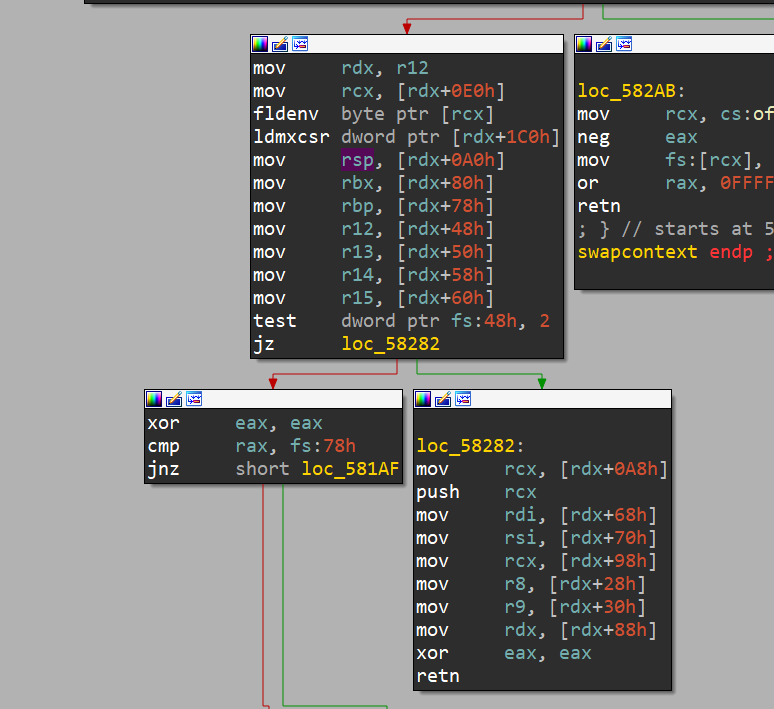 mov rdx, r12
mov rcx, [rdx+0E0h]
fldenv byte ptr [rcx]
ldmxcsr dword ptr [rdx+1C0h]
mov rsp, [rdx+0A0h]
mov rbx, [rdx+80h]
mov rbp, [rdx+78h]
mov r12, [rdx+48h]
mov r13, [rdx+50h]
mov r14, [rdx+58h]
mov r15, [rdx+60h]
test dword ptr fs:48h, 2
jz loc_58282
loc_582AB:
mov rcx, cs:of
neg eax
mov fs:[rcx],
or rax, 0FFFF
retn
; } // starts at 5
swapcontext endp ;
xor eax, eax
cmp rax, fs:78h
jnz short loc_581AF
loc_58282:
mov rcx, [rdx+0A8h]
push rcx
mov rdi, [rdx+68h]
mov rsi, [rdx+70h]
mov rcx, [rdx+98h]
mov r8, [rdx+28h]
mov r9, [rdx+30h]
mov rdx, [rdx+88h]
xor eax, eax
retn